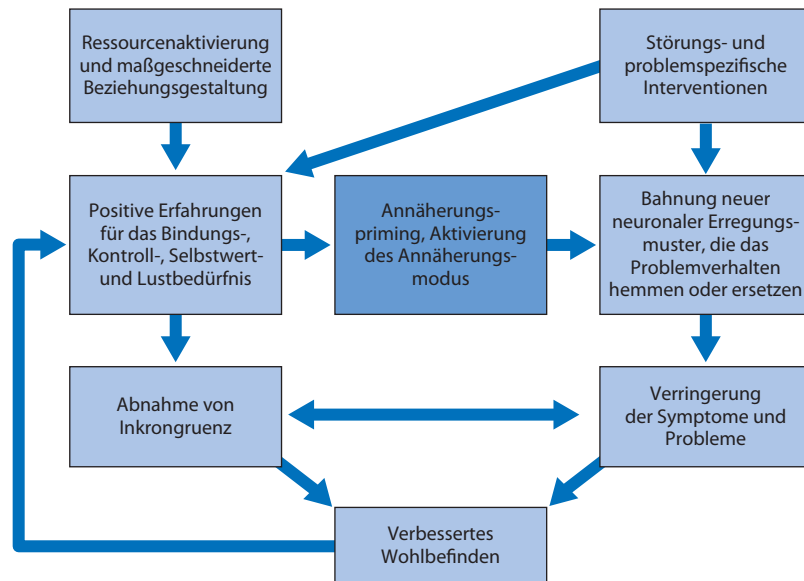 Ressourcenaktivierung
und maßgeschneiderte
Beziehungsgestaltung
Störungs- und
problemspezifische
Interventionen
Positive Erfahrungen
für das Bindungs-,
Kontroll-, Selbstwert-
und Lustbedürfnis
Annäherungs-
priming, Aktivierung
des Annäherungs-
modus
Bahnung neuer
neuronaler Erregungs-
muster, die das
Problemverhalten
hemmen oder ersetzen
Abnahme von
Inkrongruenz
Verringerung
der Symptome und
Probleme
Verbessertes
Wohlbefinden